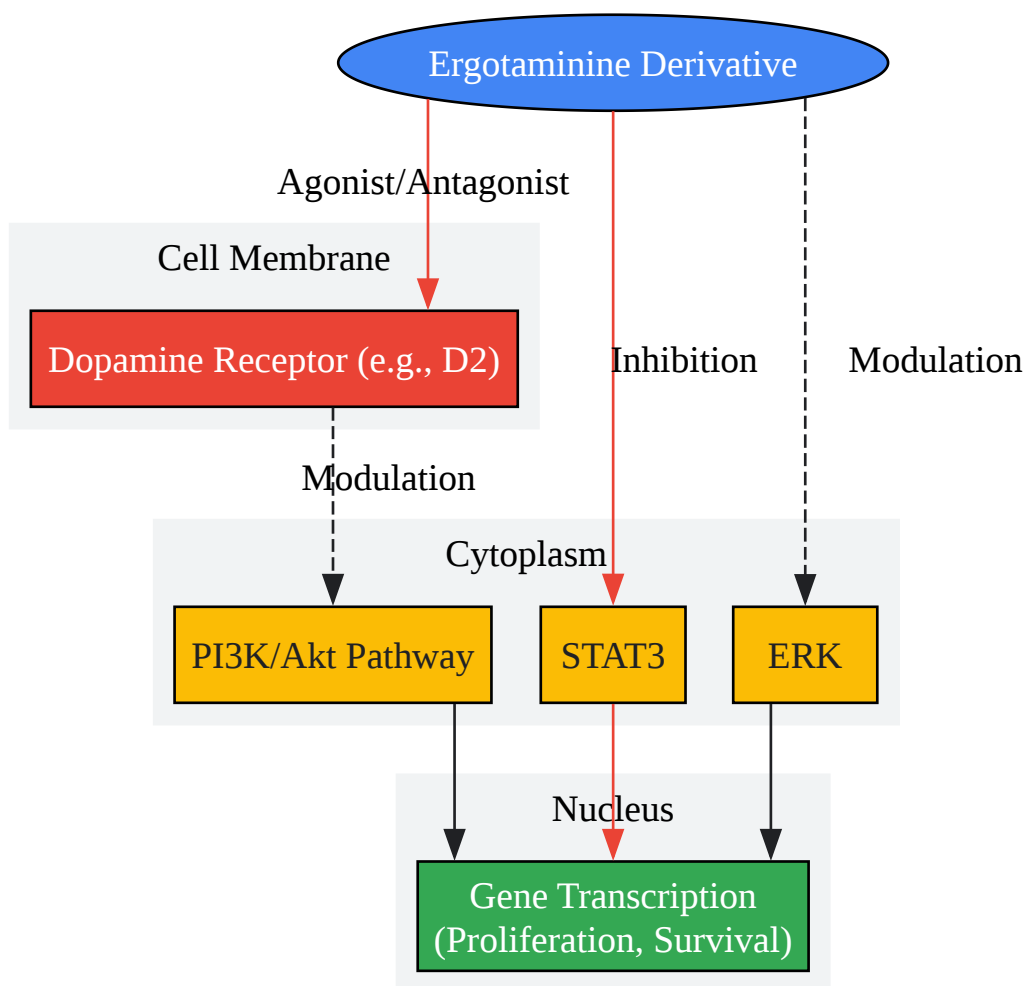 Ergotaminine Derivative
Agonist/Antagonist
Cell Membrane
Dopamine Receptor (e.g., D2)
Inhibition
Modulation
Modulation
Cytoplasm
PI3K/Akt Pathway
STAT3
ERK
Nucleus
Gene Transcription
(Proliferation, Survival)